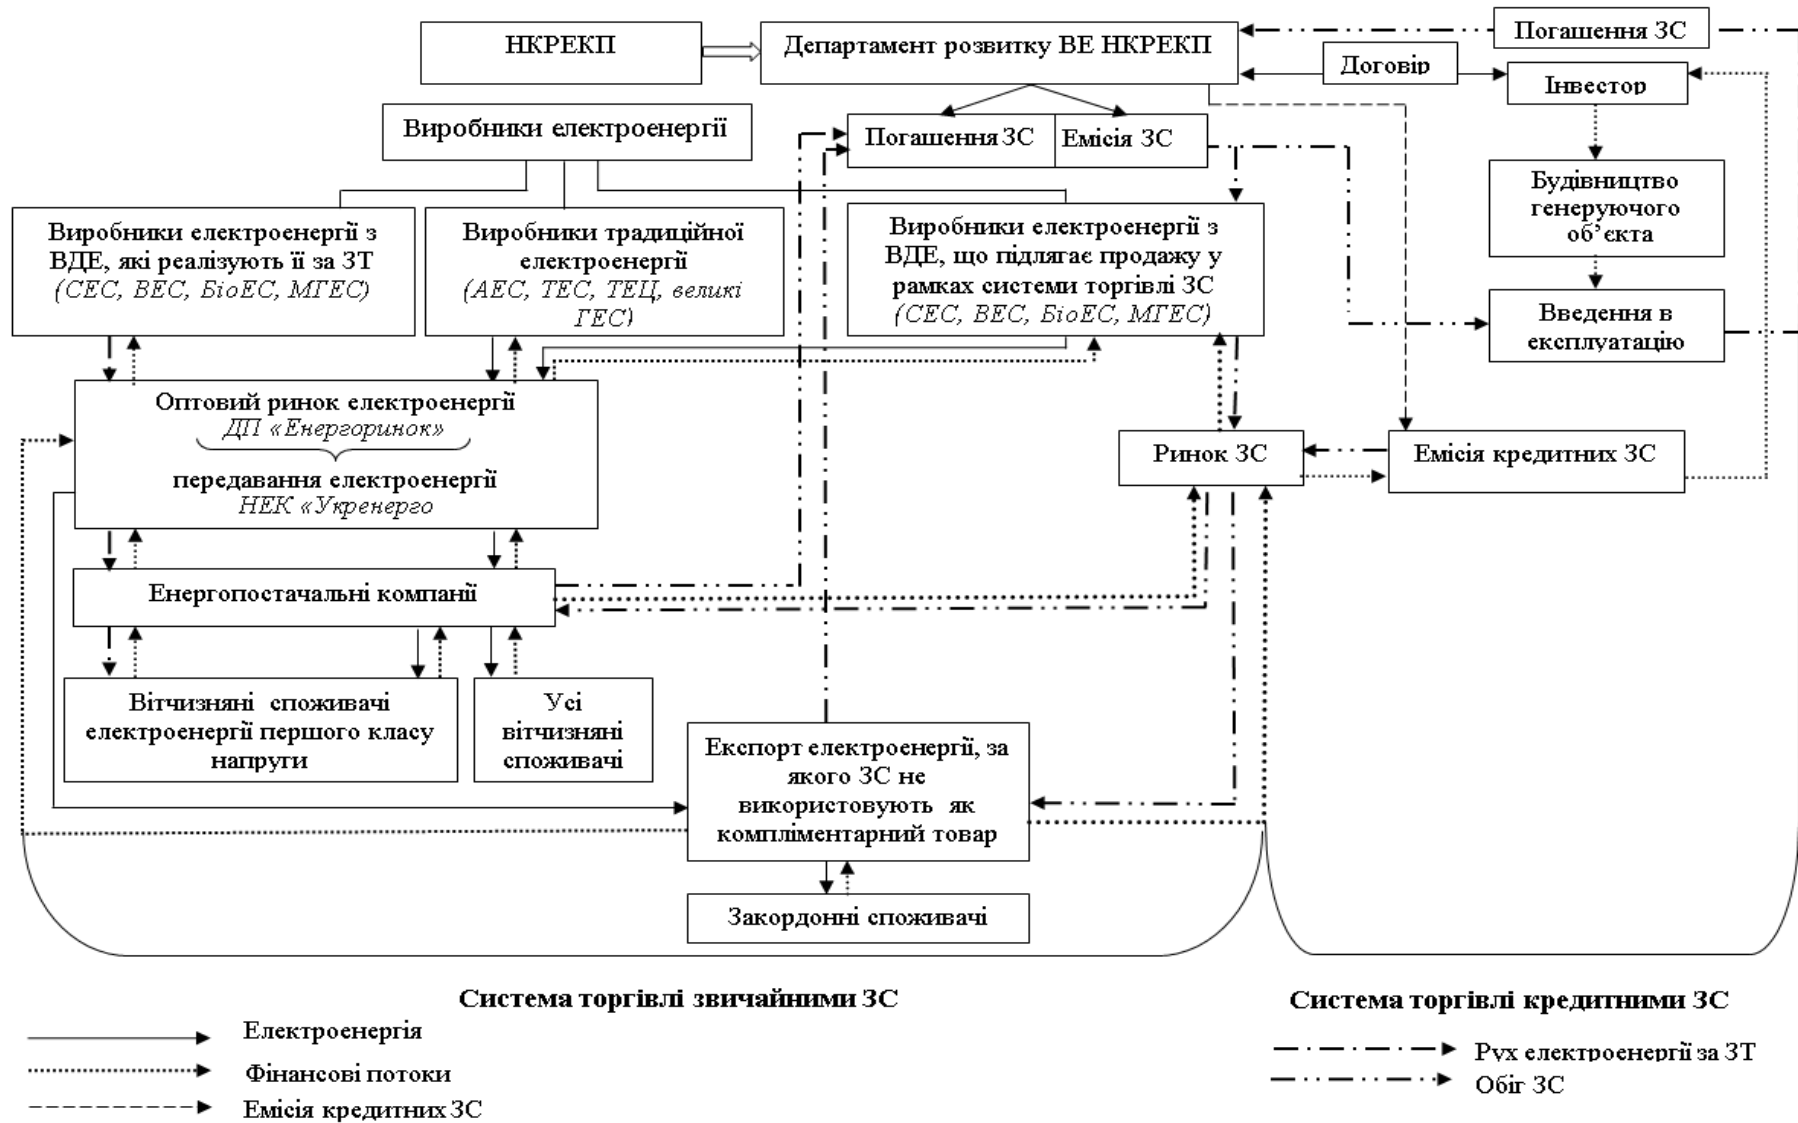 НКРЕКП
Департамент розвитку ВЕ НКРЕКП
Погашення ЗС
Договір
Інвестор
Виробники електроенергії
Погашення ЗС
Емісія ЗС
Будівництво
генеруючого
об’єкта
Виробники електроенергії з
ВДЕ, які реалізують її за ЗТ
(СЕС, ВЕС, БіоЕС, МГЕС)
Виробники традиційної
електроенергії
(АЕС, ТЕС, ТЕЦ, великі
ГЕС)
Виробники електроенергії з
ВДЕ, що підлягає продажу у
рамках системи торгівлі ЗС
(СЕС, ВЕС, БіоЕС, МГЕС)
Введення в
експлуатацію
Оптовий ринок електроенергії
ДП «Енергоринок»
передавання електроенергії
НЕК «Укренерго
Ринок ЗС
Емісія кредитних ЗС
Енергопостачальні компанії
Вітчизняні споживачі
електроенергії першого класу
напруги
Усі
вітчизняні
споживачі
Експорт електроенергії, за
якого ЗС не
використовують як
компліментарний товар
Закордонні споживачі
Система торгівлі звичайними ЗС
Система торгівлі кредитними ЗС
Електроенергія
Фінансові потоки
Емісія кредитних ЗС
Рух електроенергії за ЗТ
Обіг ЗС